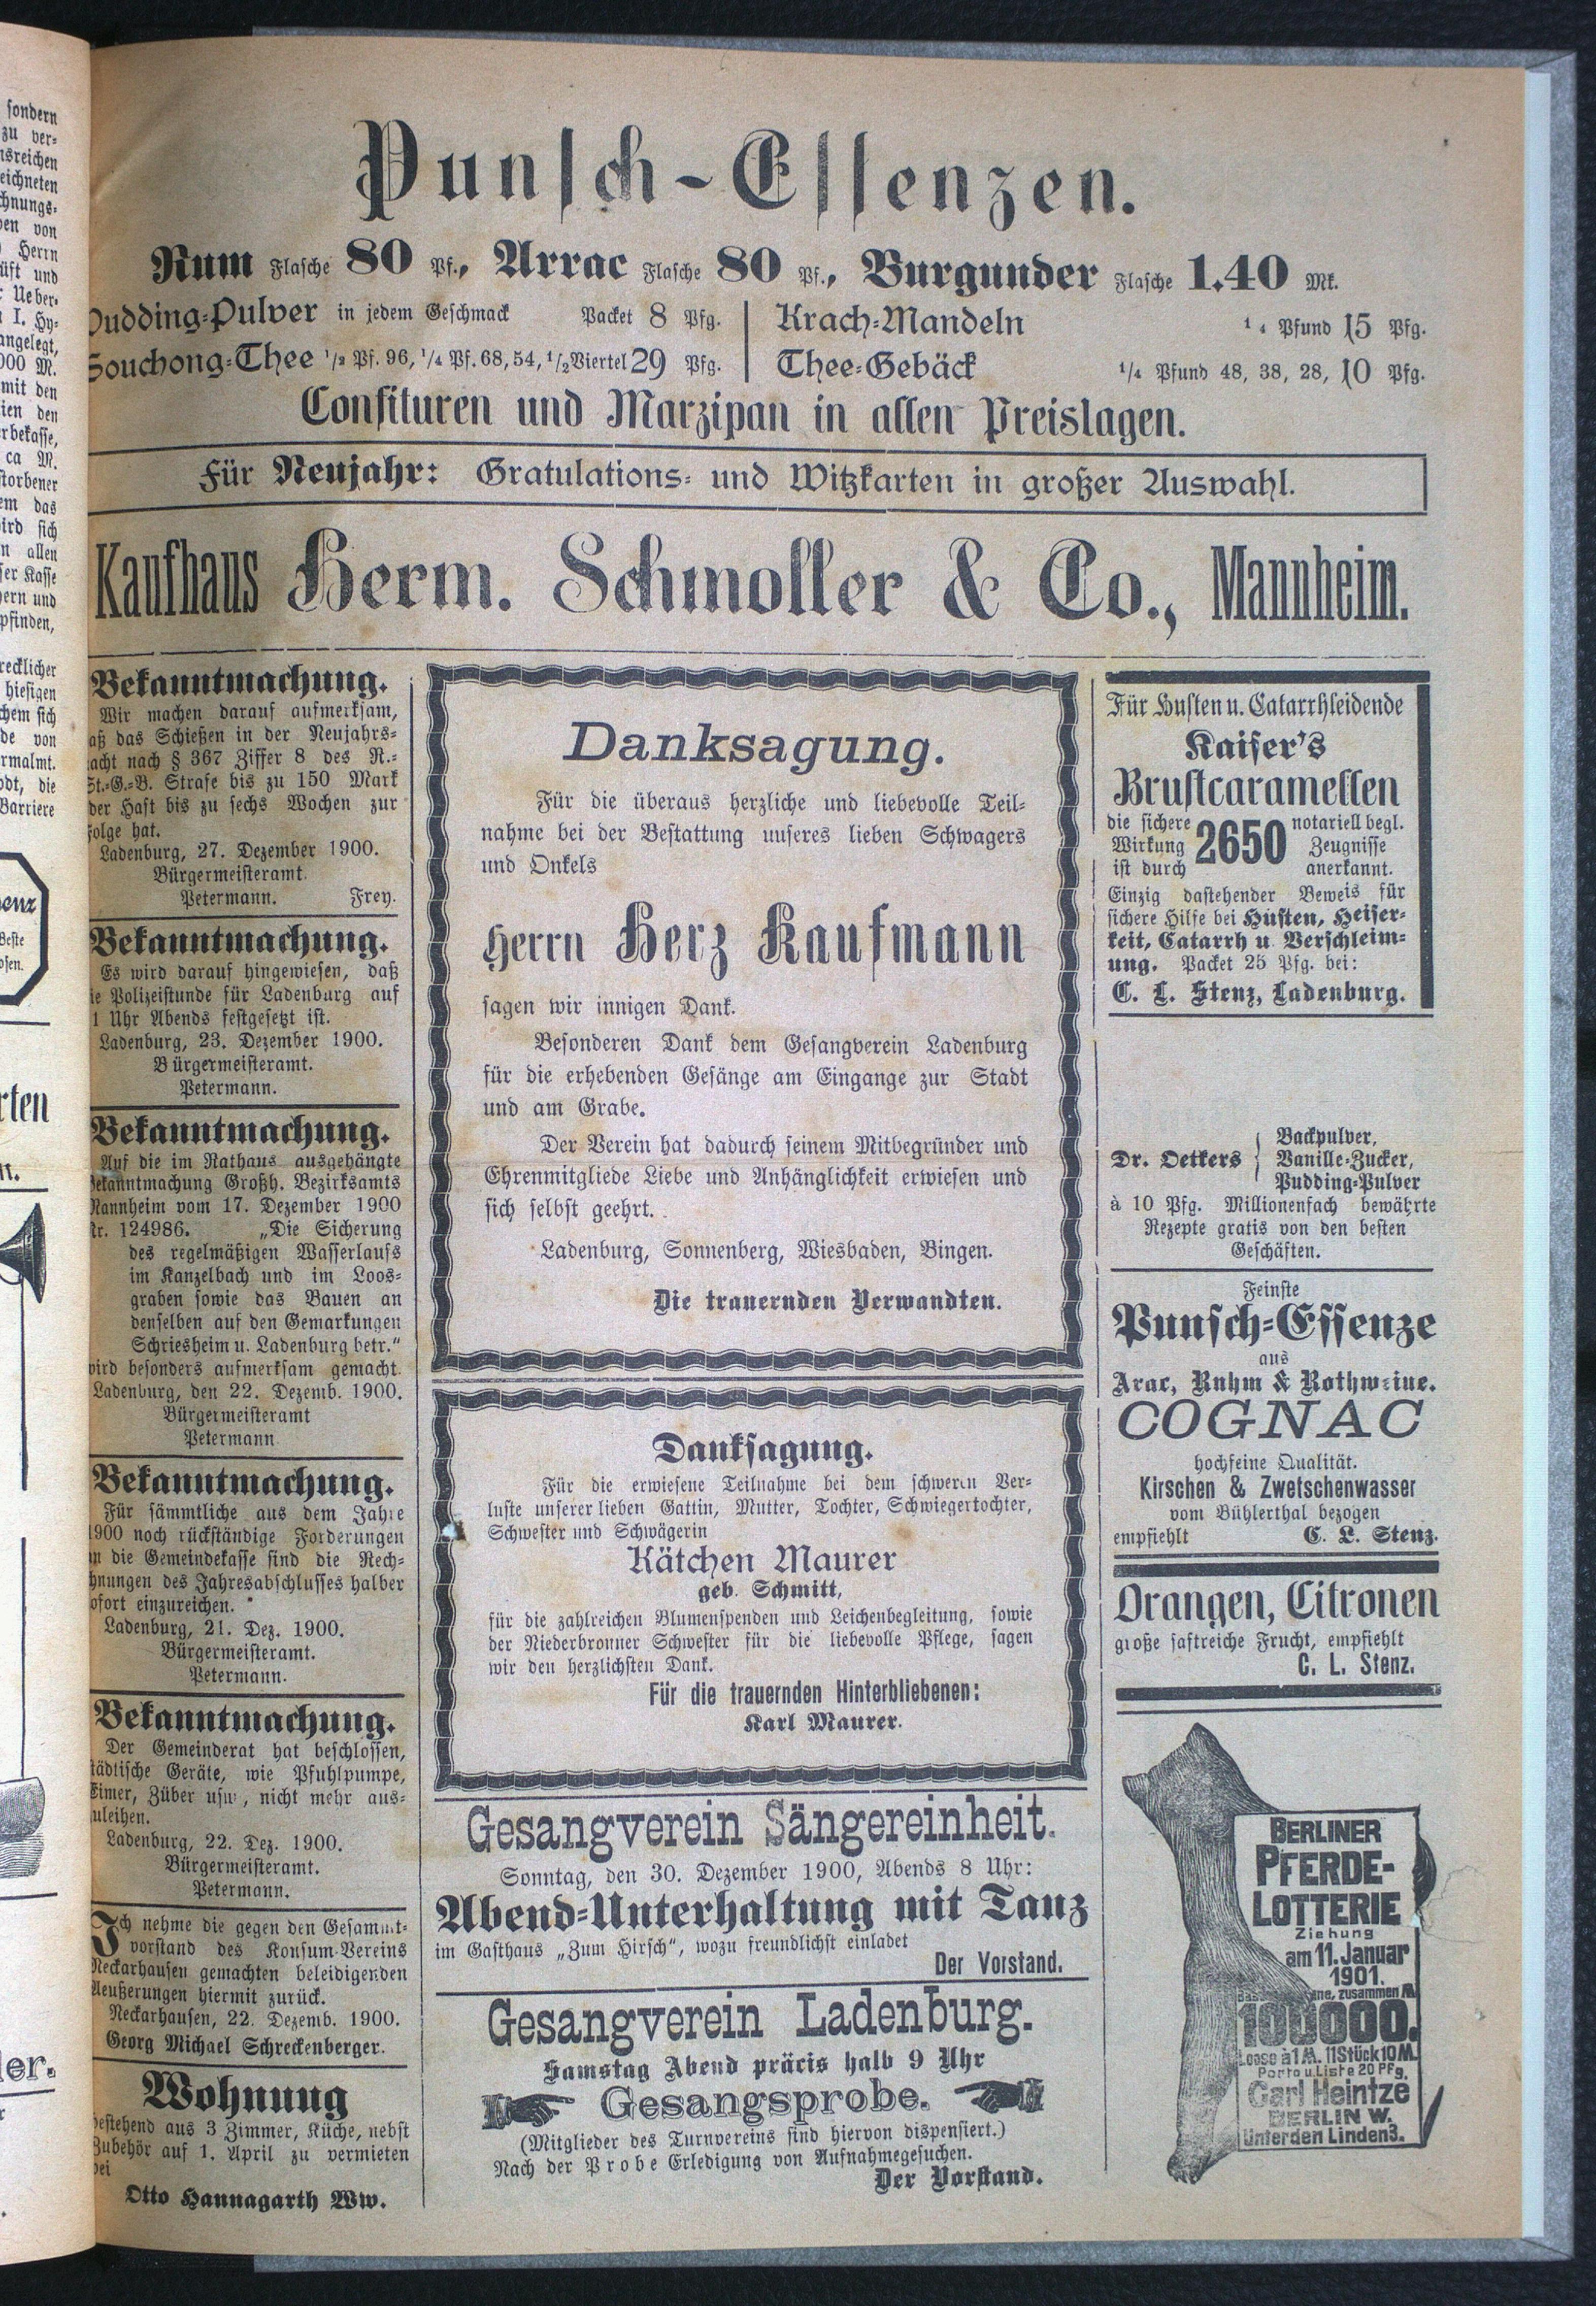 Punsch-Essenzen.
Rum Flasche 80 Pf., Arrac Flasche 80 Pf., Burgunder Flasche 1.40 Mk.
Pudding-Pulver in jedem Geschmack Packet 8 Pfg.
Souchong-Thee 1/2 Pf. 96, 1/4 Pf. 68, 54, 1/2 Viertel 29 Pfg.
Krach-Mandeln 1/4 Pfund 15 Pfg.
Thee-Gebäck 1/4 Pfund 48, 38, 28, 10 Pfg.
Confituren und Marzipan in allen Preislagen.
Für Neujahr: Gratulations- und Witzkarten in großer Auswahl.
Kaufhaus Herm. Schmoller & Co., Mannheim.
Bekanntmachung.
Wir machen darauf aufmerksam,
aß das Schießen in der Neujahrs-
acht nach § 367 Ziffer 8 des R.-
St.-G.-B. Strafe bis zu 150 Mark
der Haft bis zu sechs Wochen zur
Folge hat.
Ladenburg, 27. Dezember 1900.
Bürgermeisteramt.
Petermann. Frey.
Bekanntmachung.
Es wird darauf hingewiesen, daß
ie Polizeistunde für Ladenburg auf
1 Uhr Abends festgesetzt ist.
Ladenburg, 23. Dezember 1900.
Bürgermeisteramt.
Petermann.
Bekanntmachung.
Auf die im Rathaus ausgehängte
Bekanntmachung Großh. Bezirksamts
Mannheim vom 17. Dezember 1900
Nr. 124986. „Die Sicherung
des regelmäßigen Wasserlaufs
im Kanzelbach und im Loos-
graben sowie das Bauen an
denselben auf den Gemarkungen
Schriesheim u. Ladenburg betr.“
wird besonders aufmerksam gemacht.
Ladenburg, den 22. Dezemb. 1900.
Bürgermeisteramt
Petermann
Bekanntmachung.
Für sämmtliche aus dem Jahre
1900 noch rückständige Forderungen
an die Gemeindekasse sind die Rech-
hnungen des Jahresabschlusses halber
ofort einzureichen.
Ladenburg, 21. Dez. 1900.
Bürgermeisteramt.
Petermann.
Bekanntmachung.
Der Gemeinderat hat beschlossen,
tädtische Geräte, wie Pfuhlpumpe,
Eimer, Züber usw, nicht mehr aus-
zuleihen.
Ladenburg, 22. Dez. 1900.
Bürgermeisteramt.
Petermann.
Ich nehme die gegen den Gesammt-
vorstand des Konsum-Vereins
Neckarhausen gemachten beleidigenden
Aeußerungen hiermit zurück.
Neckarhausen, 22. Dezemb. 1900.
Georg Michael Schreckenberger.
Wohnung
bestehend aus 3 Zimmer, Küche, nebst
Zubehör auf 1. April zu vermieten
bei
Otto Hannagarth Ww.
Danksagung.
Für die überaus herzliche und liebevolle Teil-
nahme bei der Bestattung unseres lieben Schwagers
und Onkels
Herrn Herz Kaufmann
sagen wir innigen Dank.
Besonderen Dank dem Gesangverein Ladenburg
für die erhebenden Gesänge am Eingange zur Stadt
und am Grabe.
Der Verein hat dadurch seinem Mitbegründer und
Ehrenmitgliede Liebe und Anhänglichkeit erwiesen und
sich selbst geehrt.
Ladenburg, Sonnenberg, Wiesbaden, Bingen.
Die trauernden Verwandten.
Danksagung.
Für die erwiesene Teilnahme bei dem schweren Ver-
luste unserer lieben Gattin, Mutter, Tochter, Schwiegertochter,
Schwester und Schwägerin
Kätchen Maurer
geb. Schmitt,
für die zahlreichen Blumenspenden und Leichenbegleitung, sowie
der Niederbronner Schwester für die liebevolle Pflege, sagen
wir den herzlichsten Dank.
Für die trauernden Hinterbliebenen:
Karl Maurer.
Gesangverein Sängereinheit.
Sonntag, den 30. Dezember 1900, Abends 8 Uhr:
Abend-Unterhaltung mit Tanz
im Gasthaus „Zum Hirsch“, wozu freundlichst einladet
Der Vorstand.
Gesangverein Ladenburg.
Samstag Abend präcis halb 9 Uhr
Gesangsprobe.
(Mitglieder des Turnvereins sind hiervon dispensiert.)
Nach der Probe Erledigung von Aufnahmegesuchen.
Der Vorstand.
Für Husten u. Catarrhleidende
Kaiser's
Brustcaramellen
die sichere Wirkung ist durch 2650 notariell begl. Zeugnisse anerkannt.
Einzig dastehender Beweis für
sichere Hilfe bei Husten, Heiser-
keit, Catarrh u. Verschleim-
ung. Packet 25 Pfg. bei:
C. L. Stenz, Ladenburg.
Dr. Oetkers Backpulver,
Vanille-Zucker,
Pudding-Pulver
à 10 Pfg. Millionenfach bewährte
Rezepte gratis von den besten
Geschäften.
Feinste
Punsch-Essenze
aus
Arac, Ruhm & Rothweine.
COGNAC
hochfeine Qualität.
Kirschen & Zwetschenwasser
vom Bühlerthal bezogen
empfiehlt C. L. Stenz.
Orangen, Citronen
große saftreiche Frucht, empfiehlt
C. L. Stenz.
BERLINER
PFERDE-
LOTTERIE
Ziehung
am 11. Januar
1901.
zusammen M.
100000.
Loose à 1 M. 11 Stück 10 M.
Porto u. Liste 20 Pfg.
Carl Heintze
BERLIN W.
Unter den Linden 3.